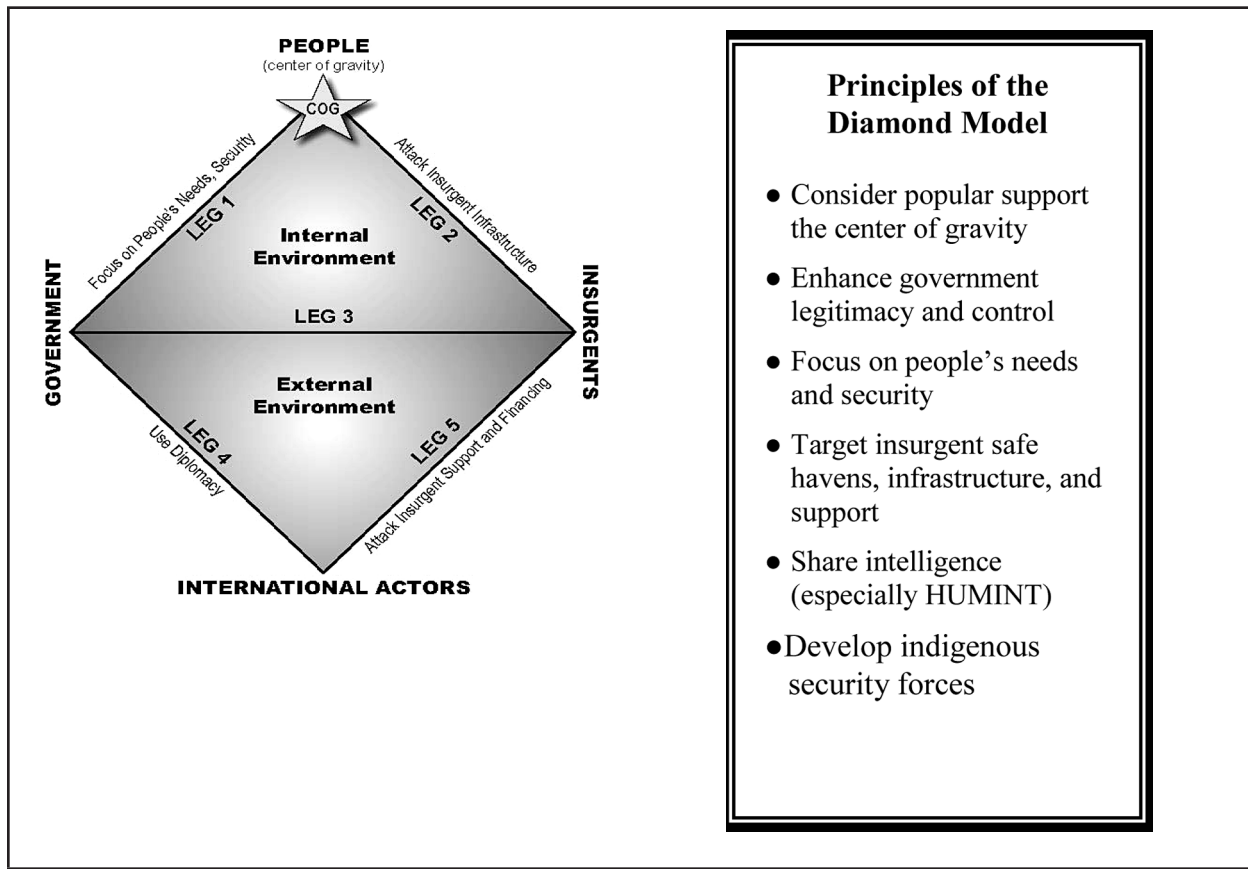 PEOPLE
(center of gravity)
COG
Focus on People's Needs, Security
LEG 1
Attack Insurgent Infrastructure
LEG 2
Internal
Environment
GOVERNMENT
LEG 3
INSURGENTS
External
Environment
LEG 4
Use Diplomacy
LEG 5
Attack Insurgent Support and Financing
INTERNATIONAL ACTORS
Principles of the
Diamond Model
● Consider popular support
the center of gravity
● Enhance government
legitimacy and control
● Focus on people’s needs
and security
● Target insurgent safe
havens, infrastructure, and
support
● Share intelligence
(especially HUMINT)
●Develop indigenous
security forces